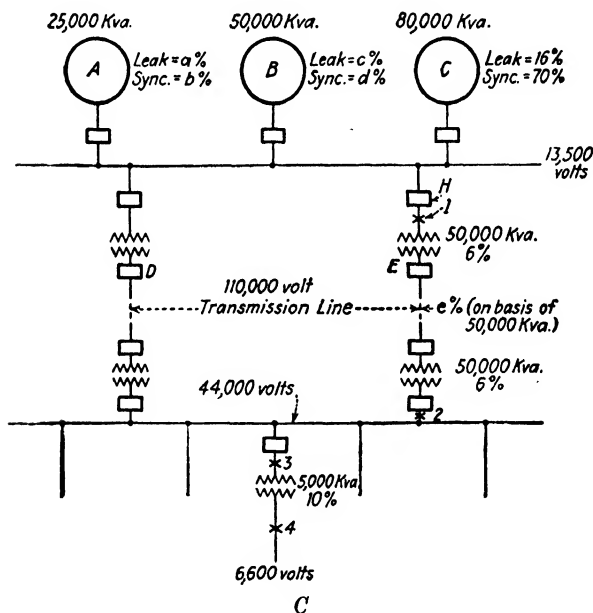 25,000 Kva.
50,000 Kva.
80,000 Kva.
A
Leak=a%
Sync.=b%
B
Leak=c%
Sync.=d%
C
Leak=16%
Sync.=70%
13,500
volts
H
1
50,000 Kva.
6%
D
E
110,000 volt
Transmission Line
e% (on basis of
50,000 Kva.)
50,000 Kva.
6%
44,000 volts
2
3
5,000 Kva.
10%
4
6,600 volts
C